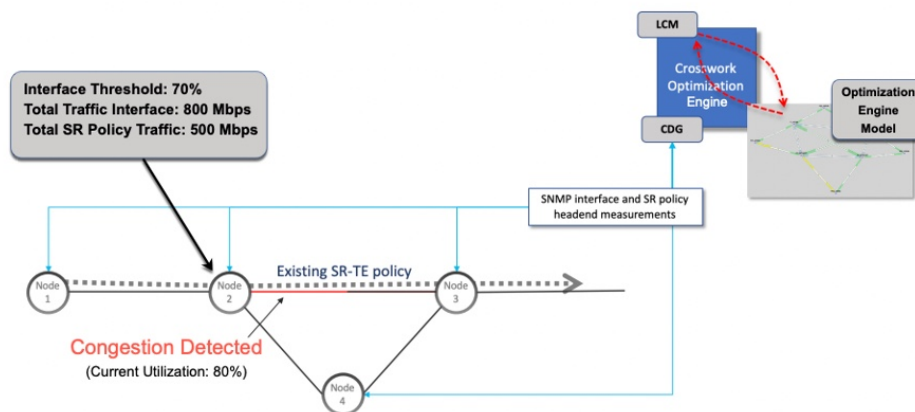 LCM
Crosswork
Optimization
Engine
CDG
Optimization
Engine
Model
Interface Threshold: 70%
Total Traffic Interface: 800 Mbps
Total SR Policy Traffic: 500 Mbps
SNMP interface and SR policy
headend measurements
Existing SR-TE policy
Node
1
Node
2
Node
3
Congestion Detected
(Current Utilization: 80%)
Node
4